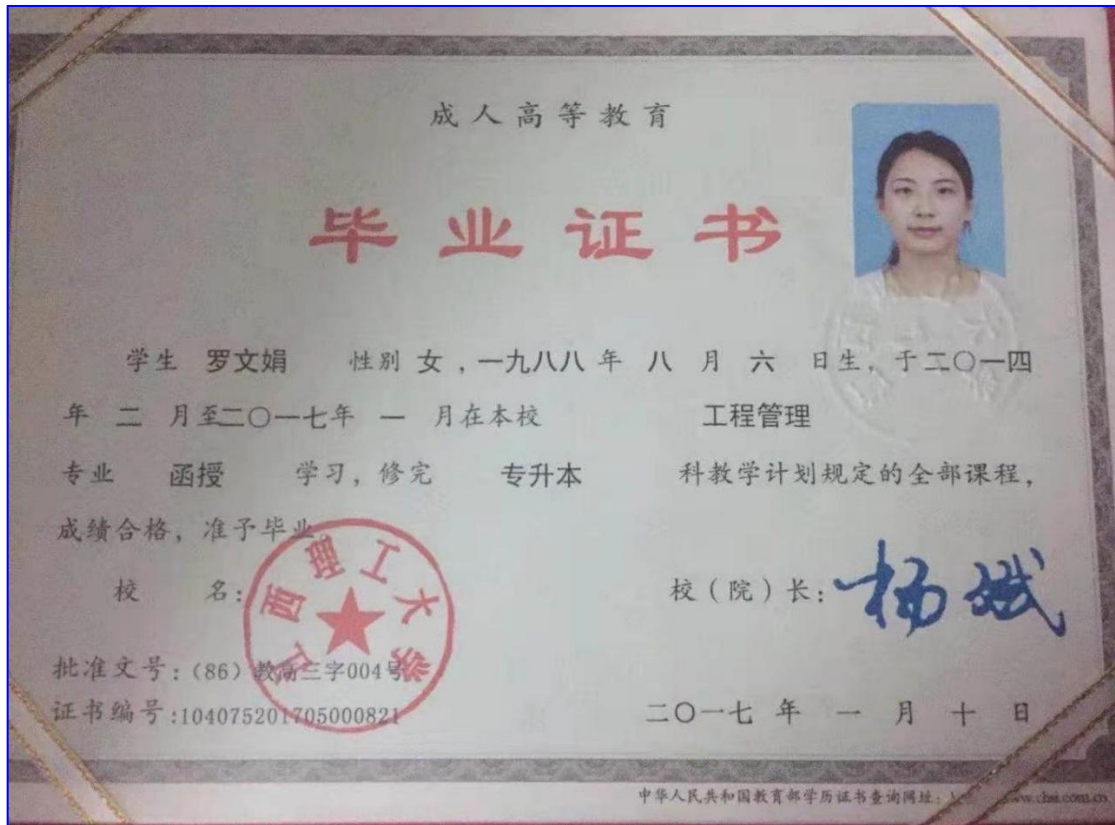 成人高等教育
毕业证书
学生 罗文娟 性别 女，一九八八年 八 月 六 日生，于二〇一四
年 二 月至二〇一七年 一 月在本校 工程管理
专业 函授 学习，修完 专升本 科教学计划规定的全部课程，
成绩合格，准予毕业。
校 名：江西理工大学
校（院）长：杨斌
批准文号：(86) 教高三字004号
证书编号:104075201705000821
二〇一七 年 一 月 十 日
中华人民共和国教育部学历证书查询网址：www.chsi.com.cn